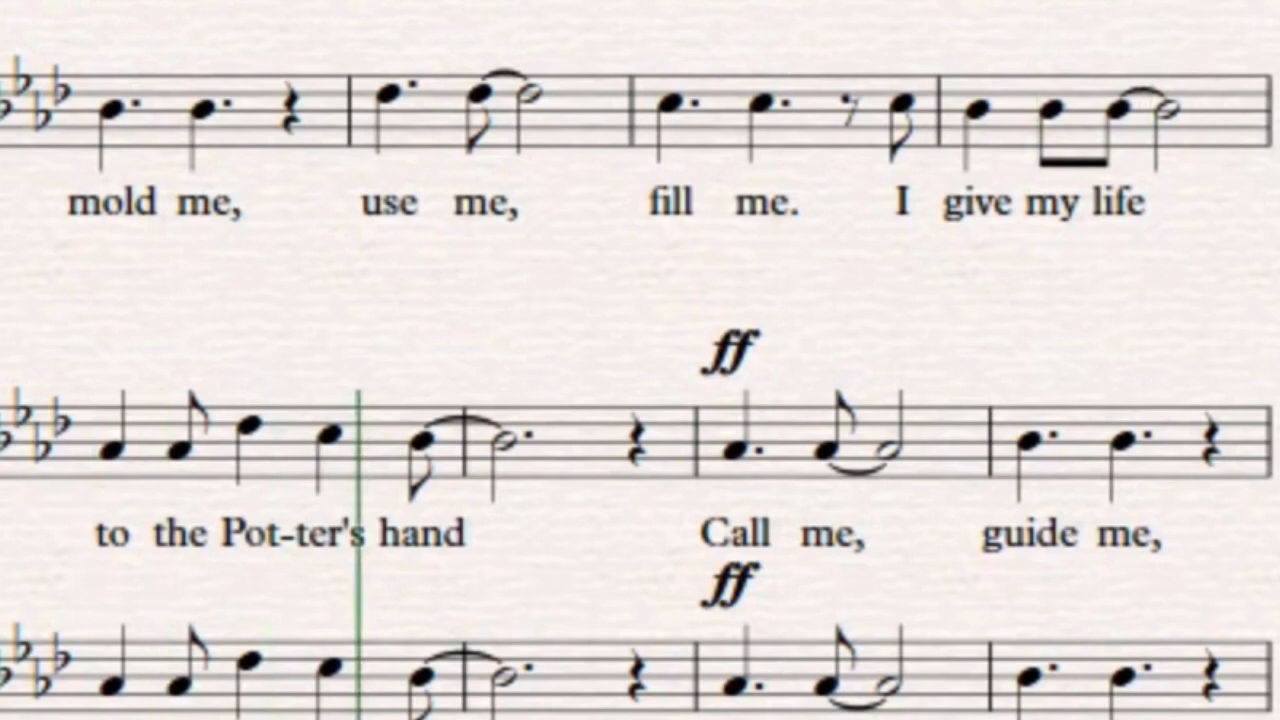 mold me, use me, fill me. I give my life
ff
to the Pot-ter's hand Call me, guide me,
ff